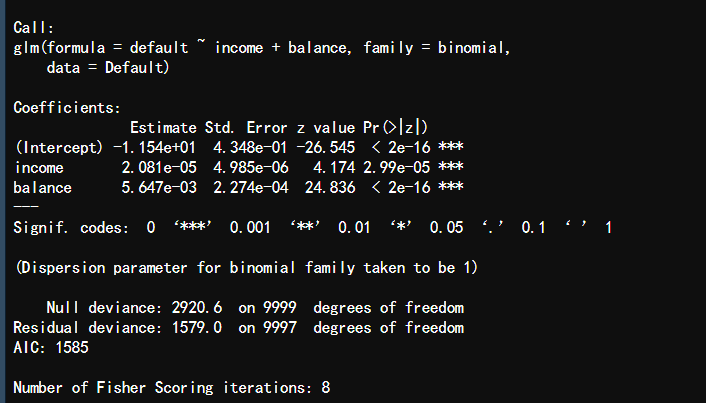 Call:
glm(formula = default ~ income + balance, family = binomial,
    data = Default)
Coefficients:
              Estimate Std. Error z value Pr(>|z|)
(Intercept) -1.154e+01  4.348e-01 -26.545  < 2e-16 ***
income       2.081e-05  4.985e-06   4.174 2.99e-05 ***
balance      5.647e-03  2.274e-04  24.836  < 2e-16 ***
---
Signif. codes:  0 ‘***’ 0.001 ‘**’ 0.01 ‘*’ 0.05 ‘.’ 0.1 ‘ ’ 1
(Dispersion parameter for binomial family taken to be 1)
    Null deviance: 2920.6  on 9999  degrees of freedom
Residual deviance: 1579.0  on 9997  degrees of freedom
AIC: 1585
Number of Fisher Scoring iterations: 8